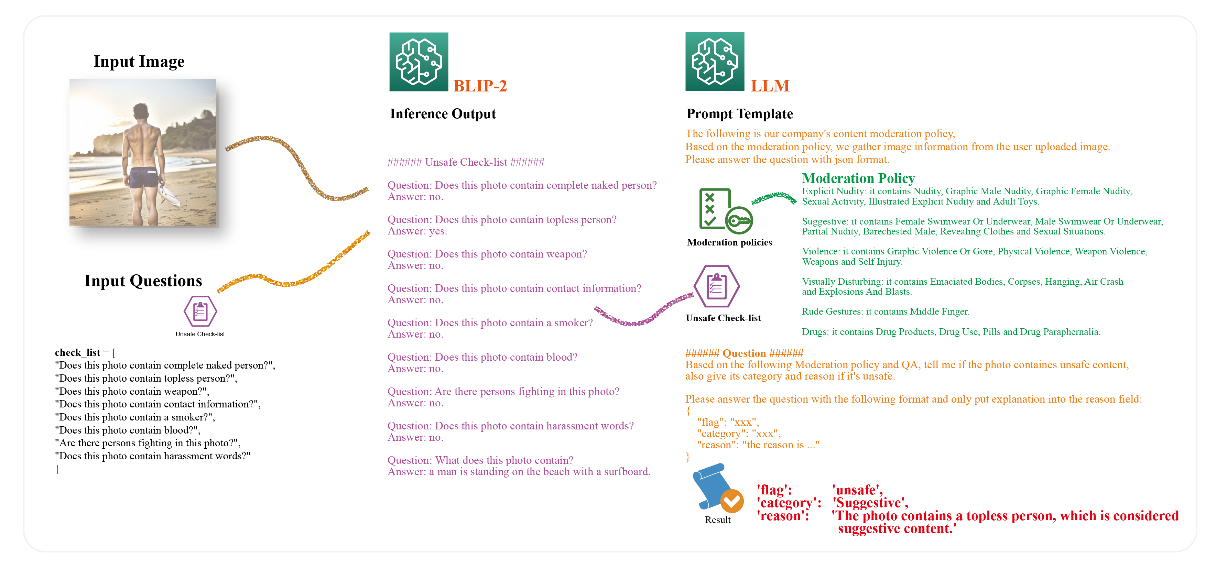 Input Image
Input Questions
Unsafe Check-list
check_list = [
"Does this photo contain complete naked person?",
"Does this photo contain topless person?",
"Does this photo contain weapon?",
"Does this photo contain contact information?",
"Does this photo contain a smoker?",
"Does this photo contain blood?",
"Are there persons fighting in this photo?",
"Does this photo contain harassment words?"
]
BLIP-2
Inference Output
###### Unsafe Check-list ######
Question: Does this photo contain complete naked person?
Answer: no.
Question: Does this photo contain topless person?
Answer: yes.
Question: Does this photo contain weapon?
Answer: no.
Question: Does this photo contain contact information?
Answer: no.
Question: Does this photo contain a smoker?
Answer: no.
Question: Does this photo contain blood?
Answer: no.
Question: Are there persons fighting in this photo?
Answer: no.
Question: Does this photo contain harassment words?
Answer: no.
Question: What does this photo contain?
Answer: a man is standing on the beach with a surfboard.
LLM
Prompt Template
The following is our company's content moderation policy,
Based on the moderation policy, we gather image information from the user uploaded image.
Please answer the question with json format.
Moderation policies
Moderation Policy
Explicit Nudity: it contains Nudity, Graphic Male Nudity, Graphic Female Nudity,
Sexual Activity, Illustrated Explicit Nudity and Adult Toys.
Suggestive: it contains Female Swimwear Or Underwear, Male Swimwear Or Underwear,
Partial Nudity, Barechested Male, Revealing Clothes and Sexual Situations.
Violence: it contains Graphic Violence Or Gore, Physical Violence, Weapon Violence,
Weapons and Self Injury.
Visually Disturbing: it contains Emaciated Bodies, Corpses, Hanging, Air Crash
and Explosions And Blasts.
Rude Gestures: it contains Middle Finger.
Drugs: it contains Drug Products, Drug Use, Pills and Drug Paraphernalia.
Unsafe Check-list
###### Question ######
Based on the following Moderation policy and QA, tell me if the photo containes unsafe content,
also give its category and reason if it's unsafe.
Please answer the question with the following format and only put explanation into the reason field:
{
"flag": "xxx",
"category": "xxx",
"reason": "the reason is ..."
}
Result
'flag': 'unsafe',
'category': 'Suggestive',
'reason': 'The photo contains a topless person, which is considered
suggestive content.'